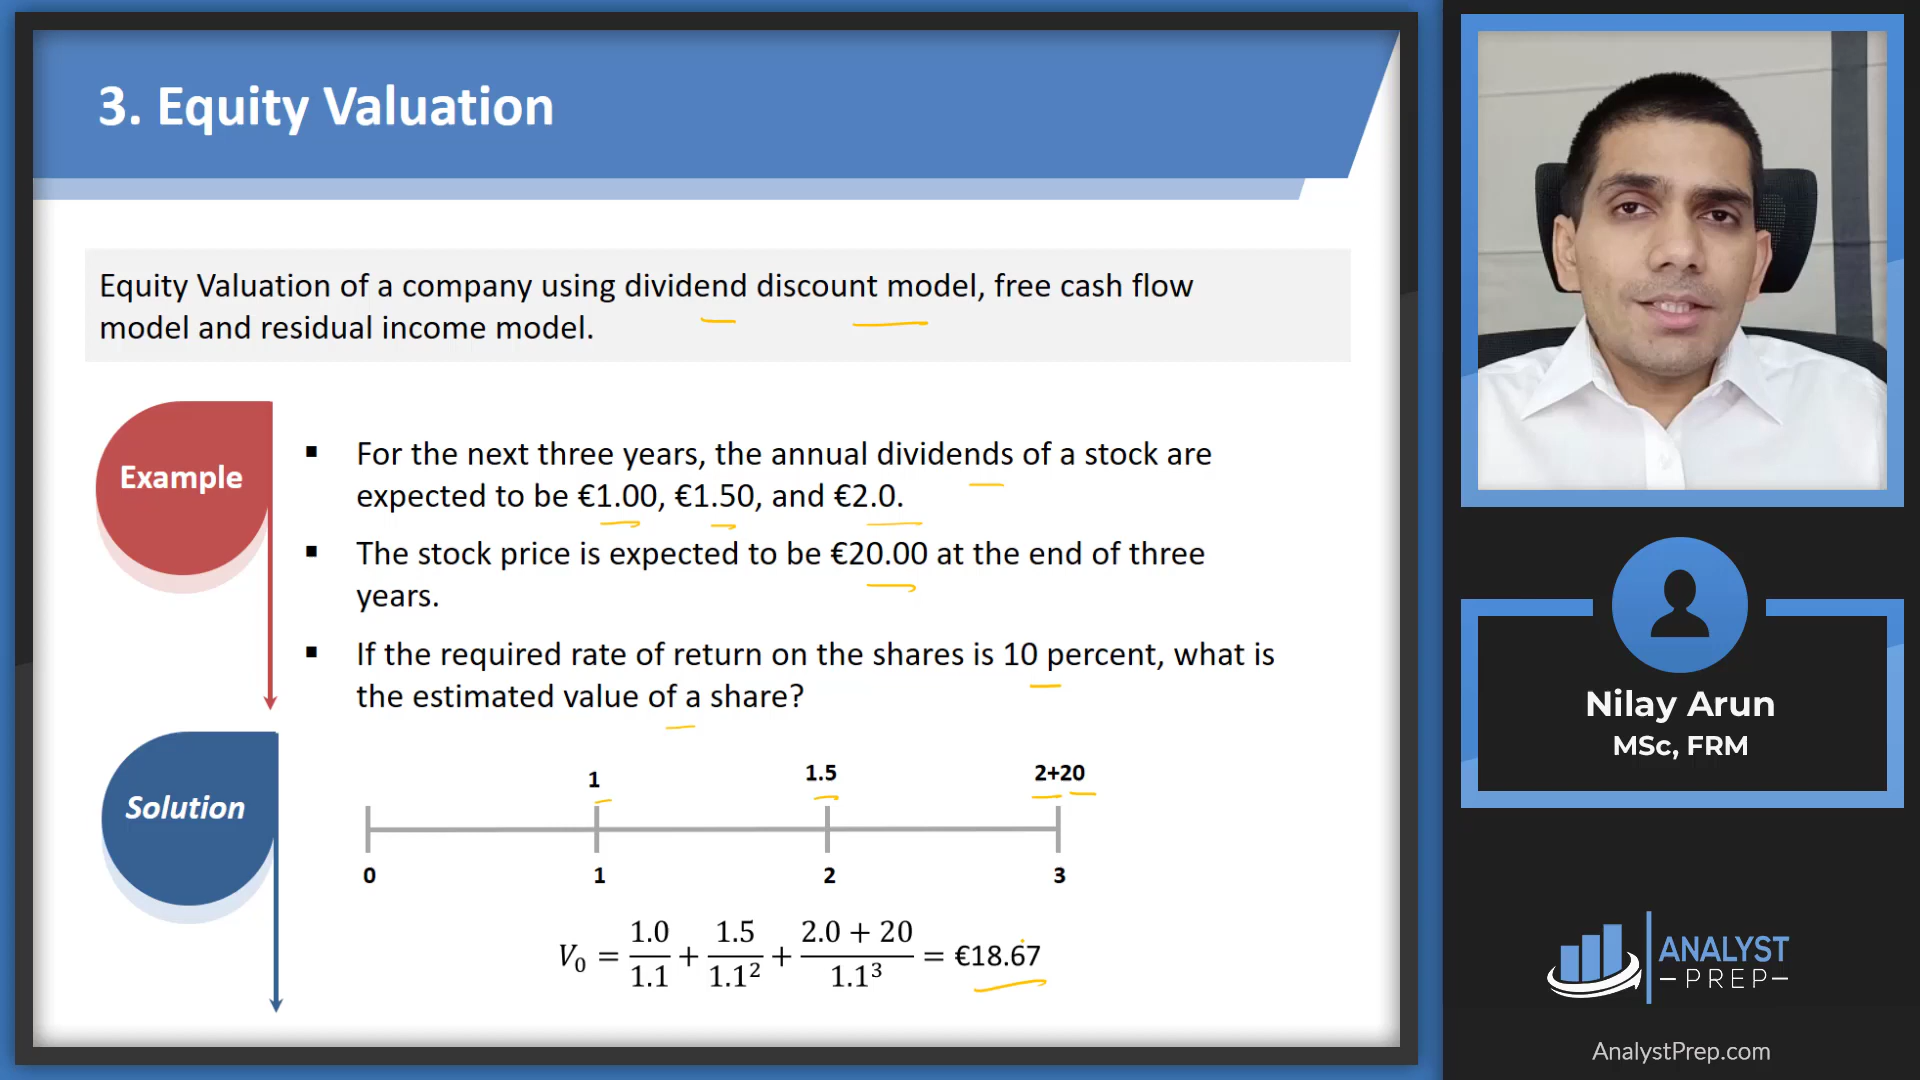 3. Equity Valuation
Equity Valuation of a company using dividend discount model, free cash flow
model and residual income model.
Example
▪ For the next three years, the annual dividends of a stock are
expected to be €1.00, €1.50, and €2.0.
▪ The stock price is expected to be €20.00 at the end of three
years.
▪ If the required rate of return on the shares is 10 percent, what is
the estimated value of a share?
Solution
1 1.5 2+20
0 1 2 3
V₀ = 1.0/1.1 + 1.5/1.1² + (2.0 + 20)/1.1³ = €18.67
Nilay Arun
MSc, FRM
ANALYST
PREP
AnalystPrep.com